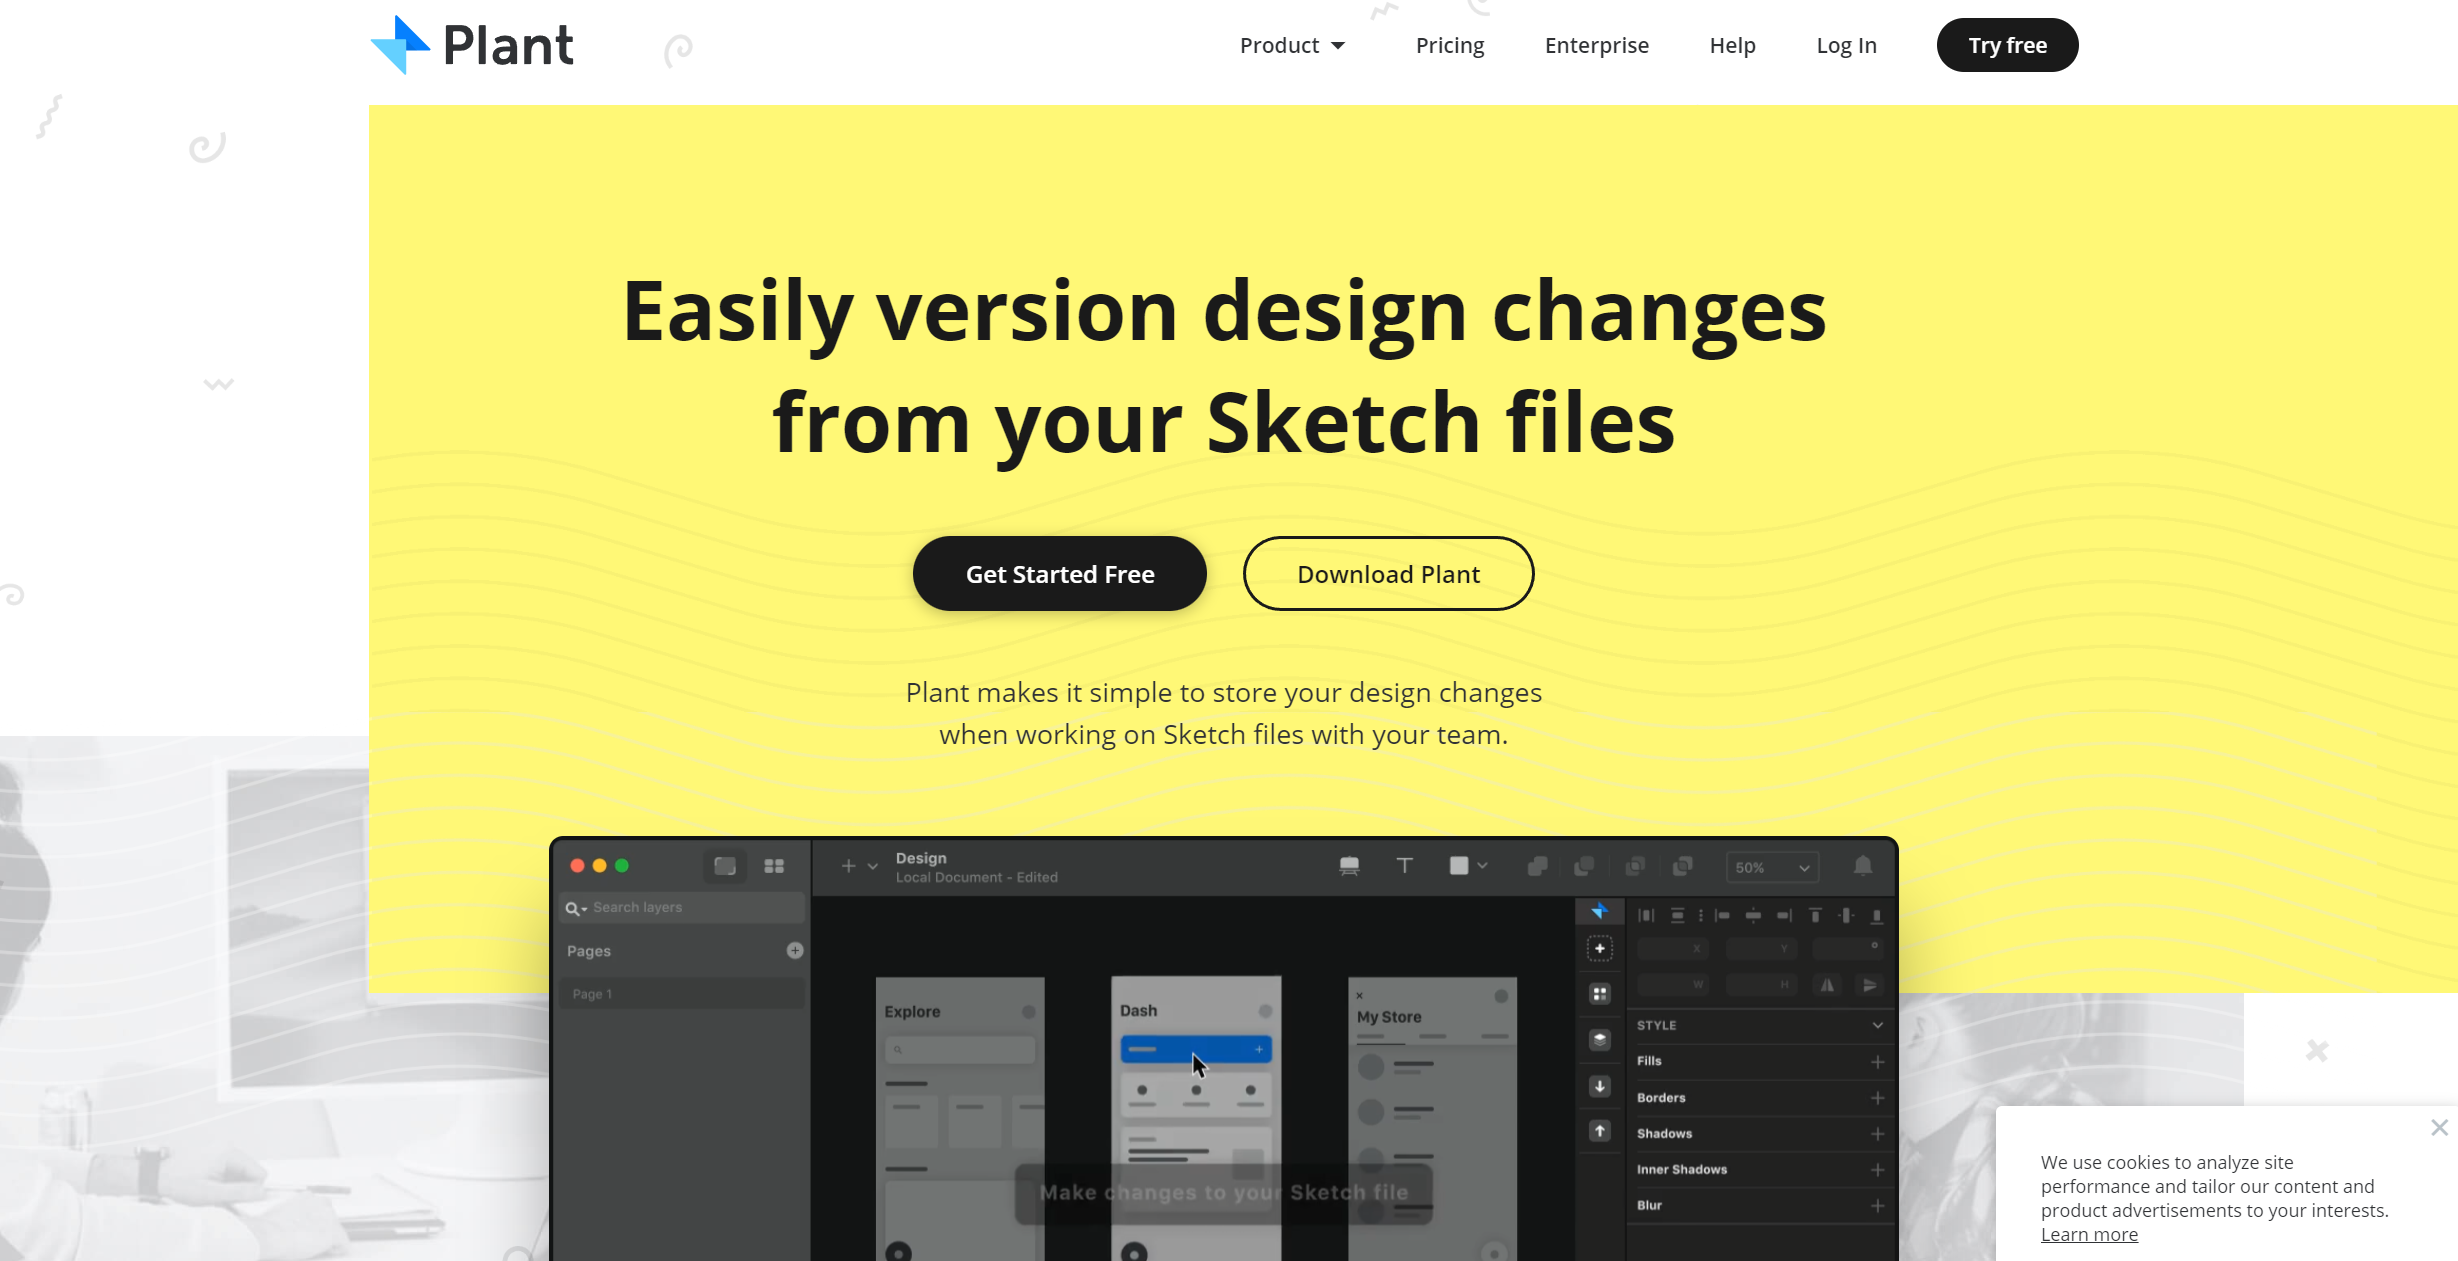 Plant
Product
Pricing
Enterprise
Help
Log In
Try free
Easily version design changes
from your Sketch files
Get Started Free
Download Plant
Plant makes it simple to store your design changes
when working on Sketch files with your team.
Design
Local Document - Edited
50%
Search layers
Pages
Page 1
Explore
Dash
My Store
X
Y
W
H
STYLE
Fills
Borders
Shadows
Inner Shadows
Blur
Make changes to your Sketch file
We use cookies to analyze site
performance and tailor our content and
product advertisements to your interests.
Learn more